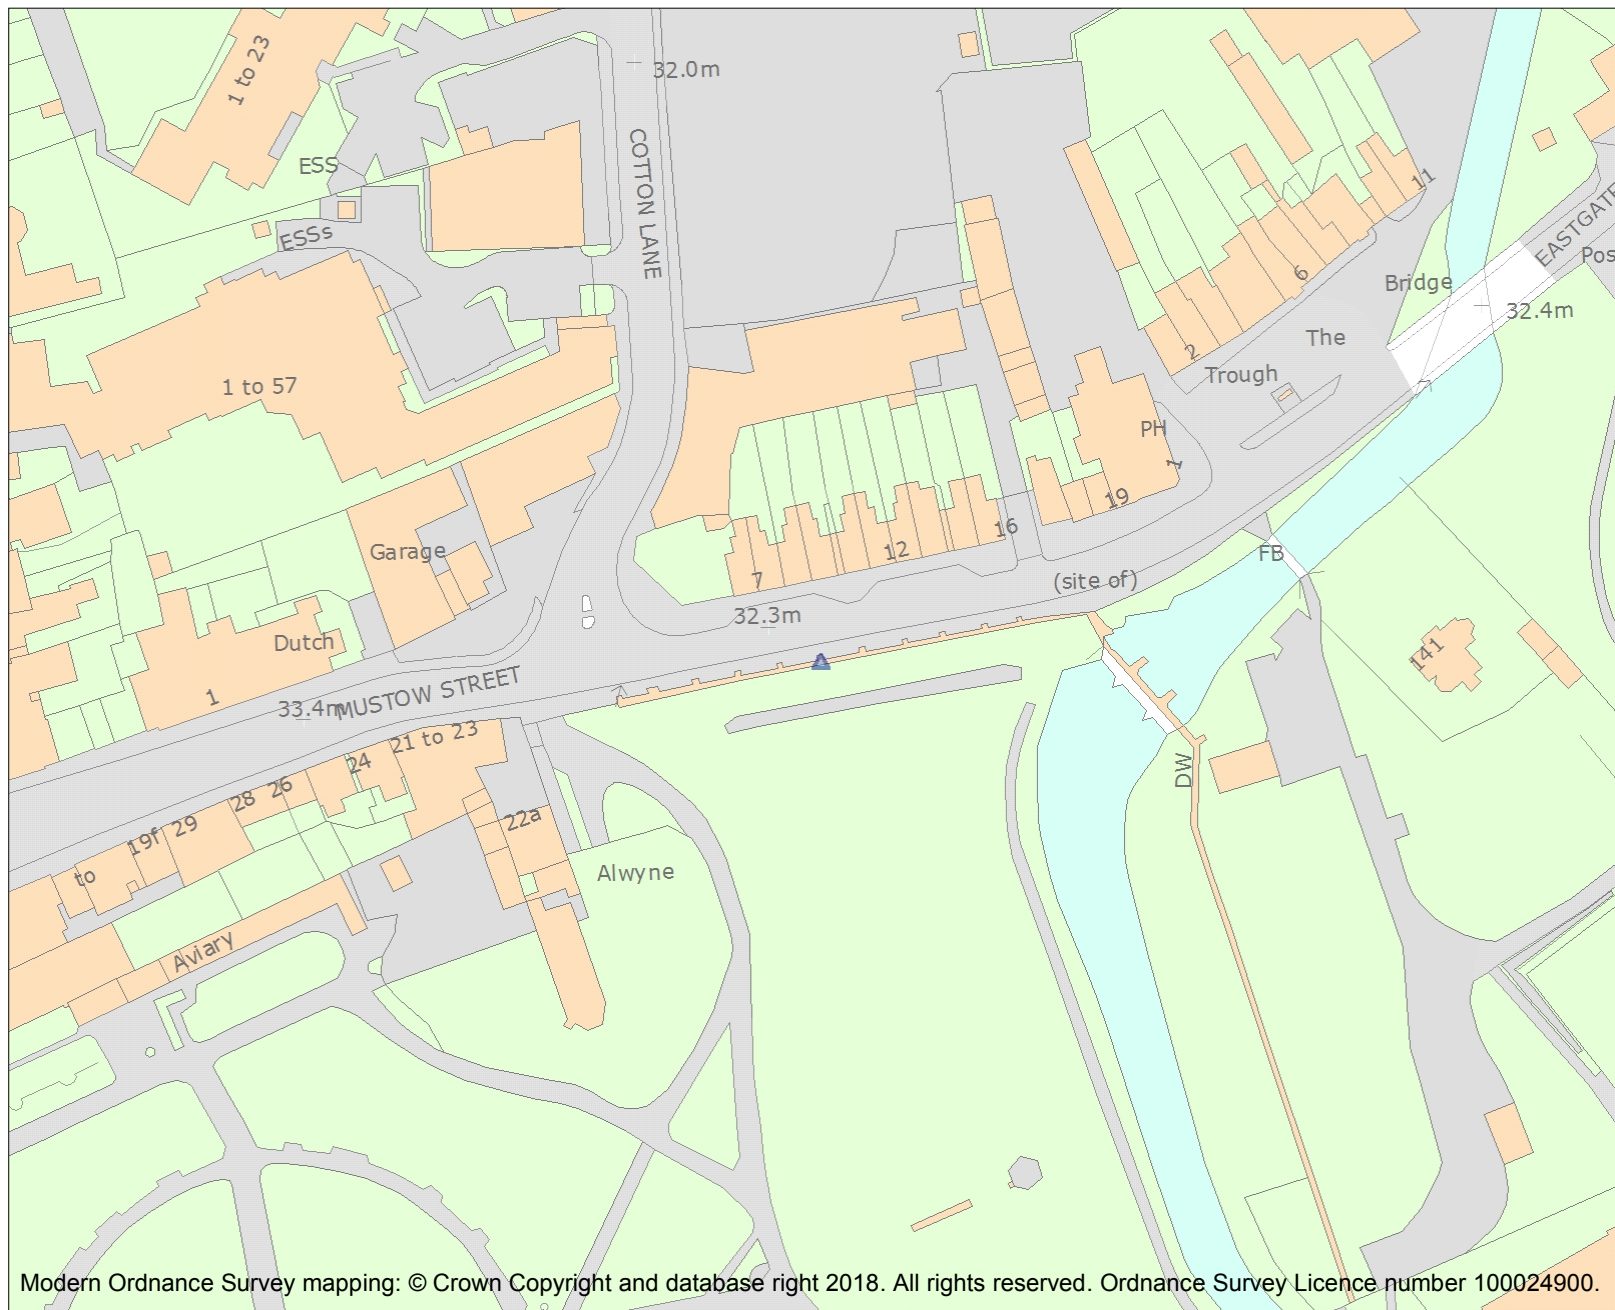 1 to 23
32.0m
ESS
COTTON LANE
11
ESSs
EASTGATE
Pos
6
Bridge
32.4m
The
2
Trough
1 to 57
PH
1
19
16
Garage
12
FB
7
(site of)
32.3m
Dutch
141
1
MUSTOW STREET
33.4m
21 to 23
24
DW
26
28
22a
29
19f
to
Alwyne
Aviary
Modern Ordnance Survey mapping: © Crown Copyright and database right 2018. All rights reserved. Ordnance Survey Licence number 100024900.